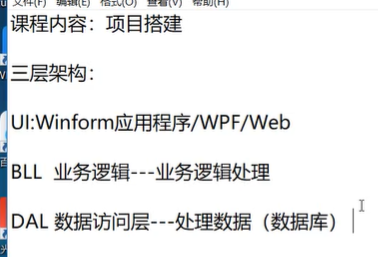 文件(F) 编辑(E) 格式(O) 查看(V) 帮助(H)
课程内容：项目搭建
三层架构：
UI:Winform应用程序/WPF/Web
BLL 业务逻辑---业务逻辑处理
DAL 数据访问层---处理数据（数据库）